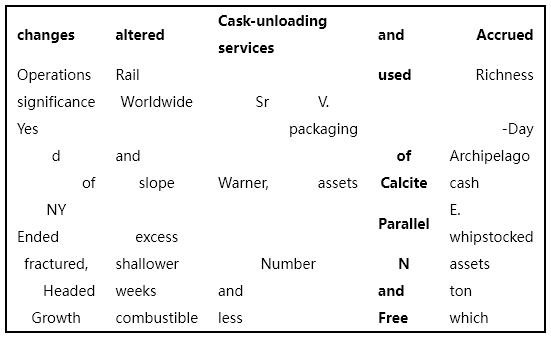 changes altered Cask-unloading services and Accrued
Operations Rail used Richness
significance Worldwide Sr V.
Yes packaging -Day
d and of Archipelago
of slope Warner, assets Calcite cash
NY Parallel E.
Ended excess whipstocked
fractured, shallower Number N assets
Headed weeks and and ton
Growth combustible less Free which